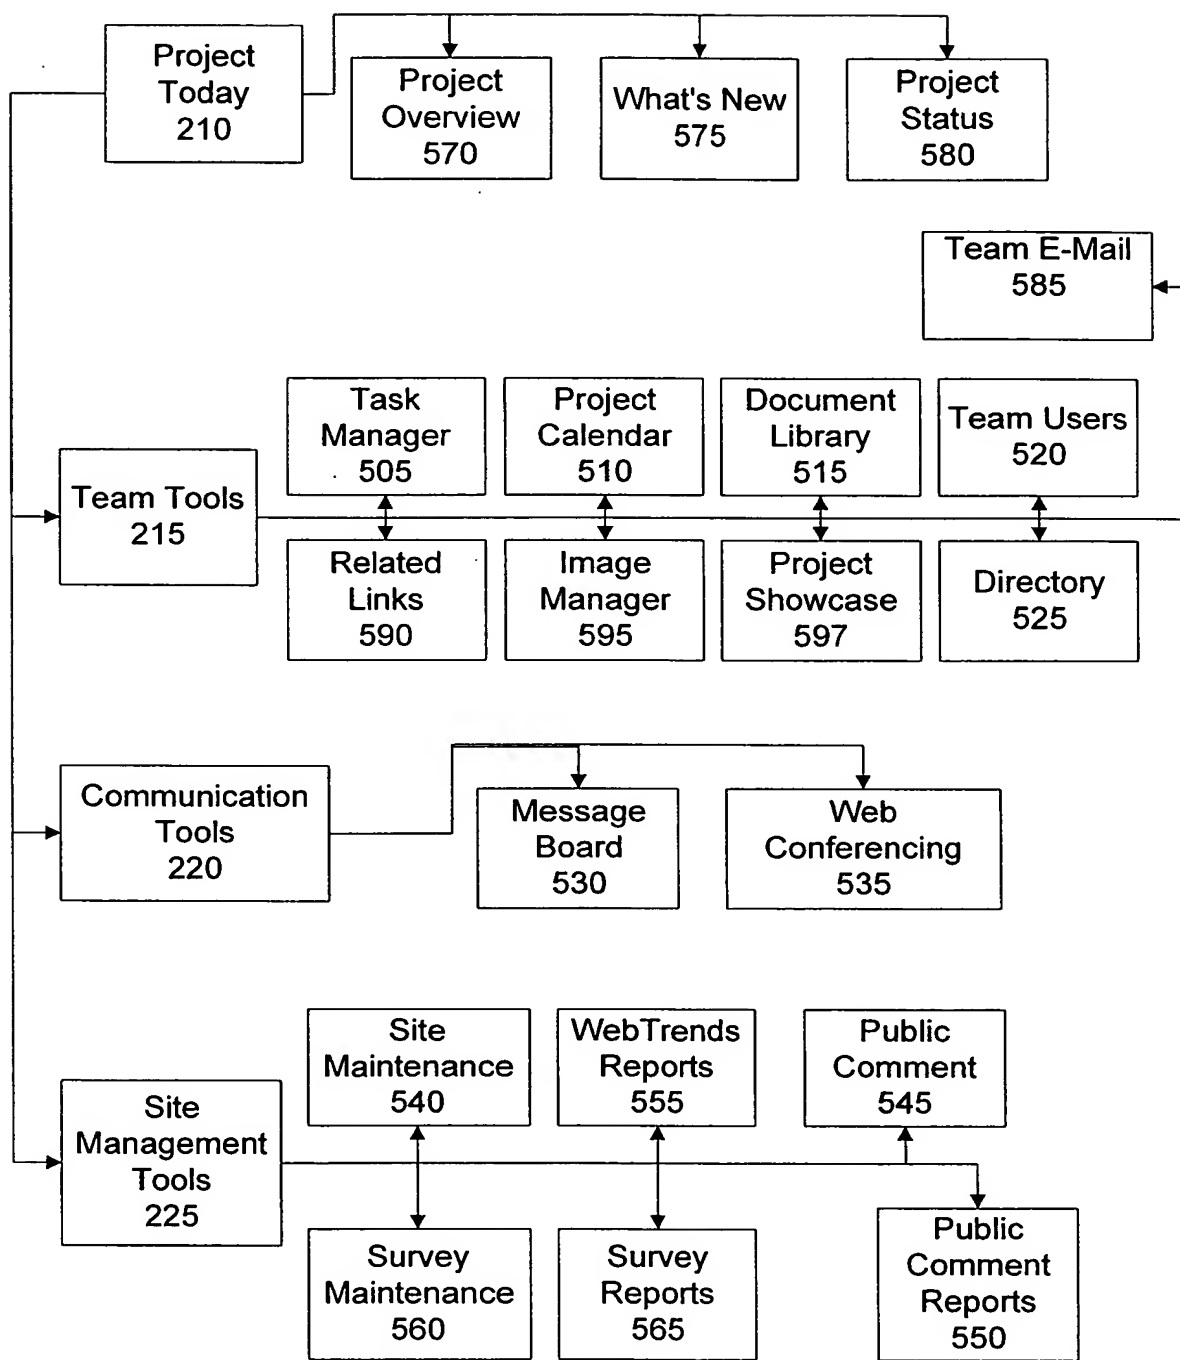 Project
Today
210
Project
Overview
570
What's New
575
Project
Status
580
Team E-Mail
585
Team Tools
215
Task
Manager
505
Project
Calendar
510
Document
Library
515
Team Users
520
Related
Links
590
Image
Manager
595
Project
Showcase
597
Directory
525
Communication
Tools
220
Message
Board
530
Web
Conferencing
535
Site
Management
Tools
225
Site
Maintenance
540
WebTrends
Reports
555
Public
Comment
545
Survey
Maintenance
560
Survey
Reports
565
Public
Comment
Reports
550